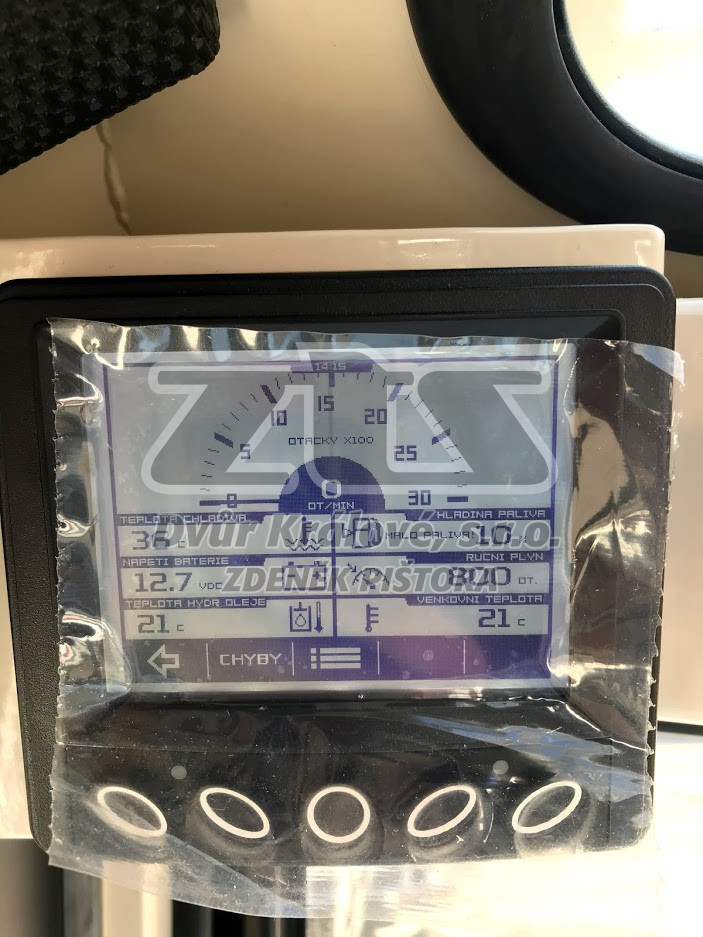 14:15
5 10 15 20 25 30
OTACKY X100
0
OT/MIN
TEPLOTA CHLADIVA HLADINA PALIVA
36 C MALO PALIVA!
NAPETI BATERIE RUCNI PLYN
12.7 VDC 800 OT.
TEPLOTA HYDR OLEJE VENKOVNI TEPLOTA
21 C 21 C
CHYBY
ZDS
Dvůr Králové, s.r.o.
ZDENĚK PIŠTORA